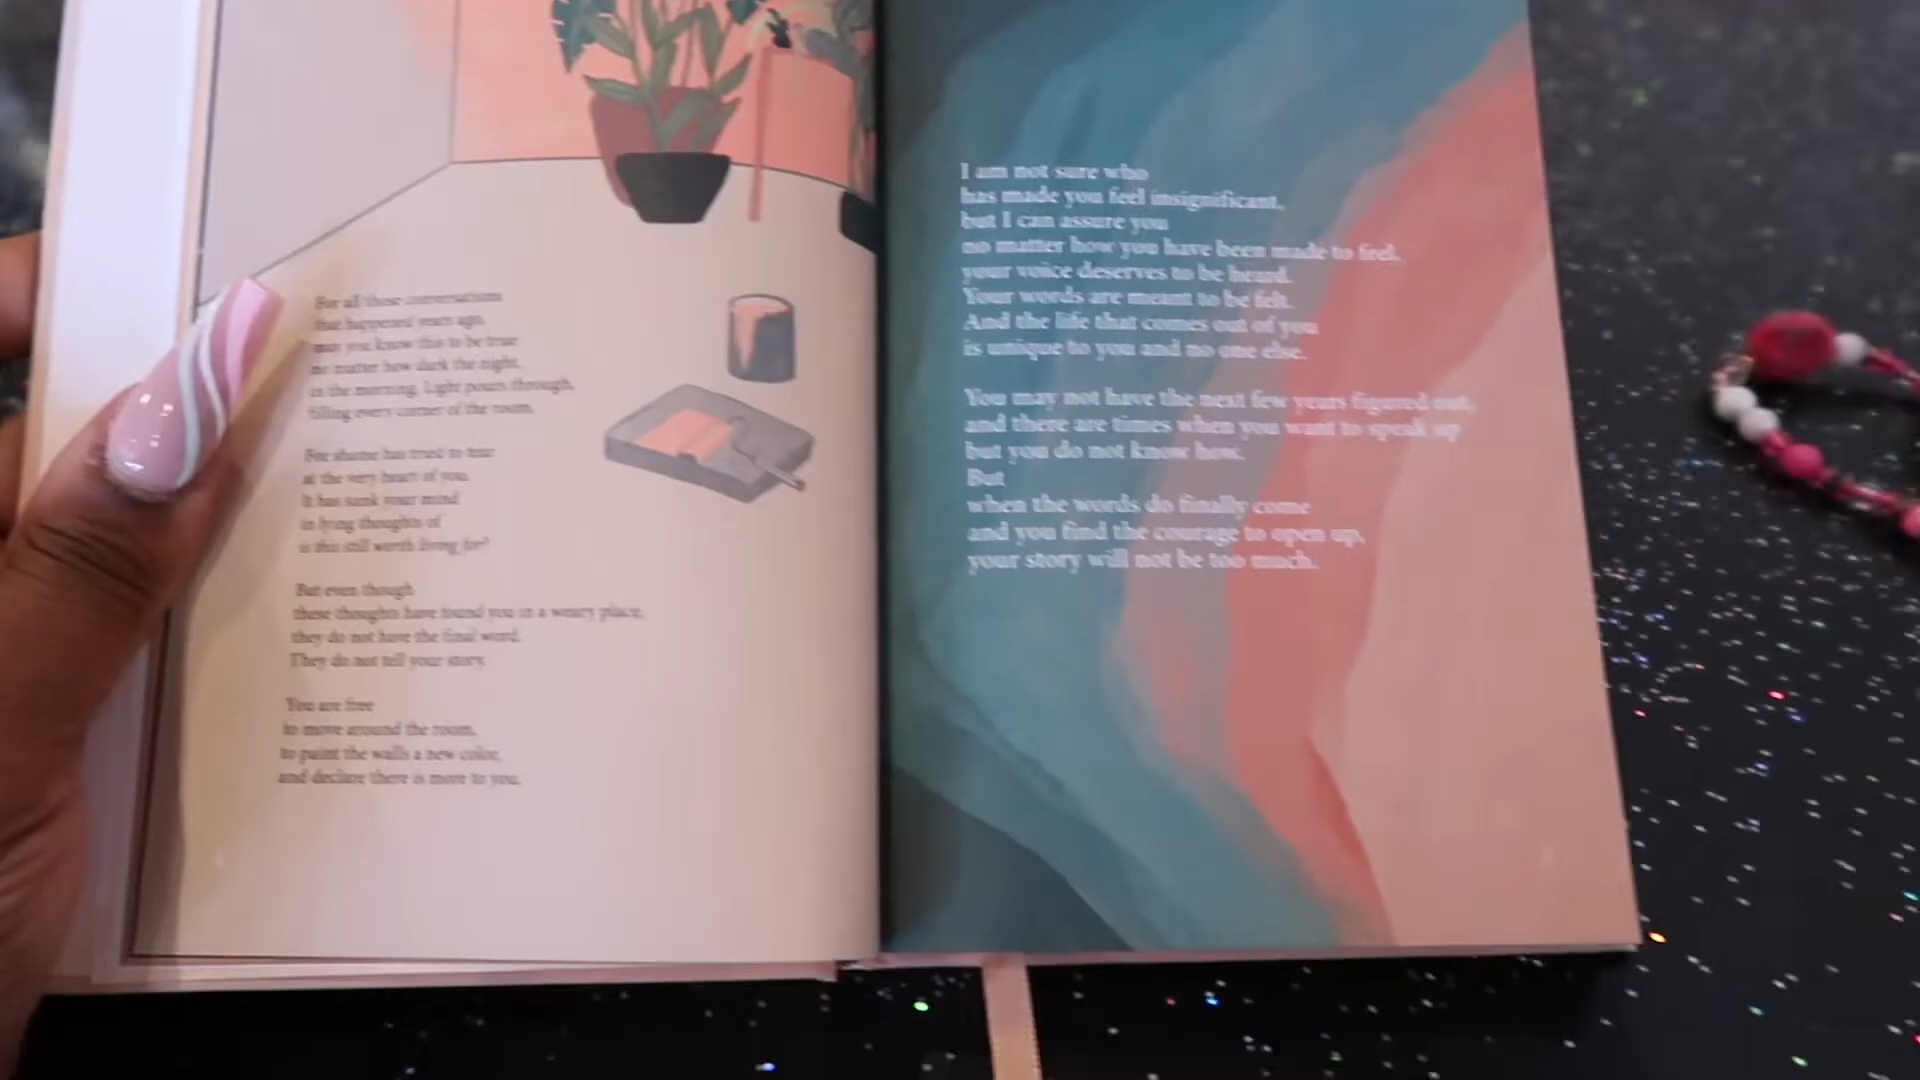 For all those conversations
that happened years ago,
may you know this to be true:
no matter how dark the night,
in the morning, Light pours through,
filling every corner of the room.
For shame has tried to tear
at the very heart of you.
It has sunk your mind
in lying thoughts of
is this still worth living for?
But even though
these thoughts have found you in a weary place,
they do not have the final word.
They do not tell your story.
You are free
to move around the room,
to paint the walls a new color,
and declare there is more to you.
I am not sure who
has made you feel insignificant,
but I can assure you
no matter how you have been made to feel,
your voice deserves to be heard.
Your words are meant to be felt.
And the life that comes out of you
is unique to you and no one else.
You may not have the next few years figured out,
and there are times when you want to speak up
but you do not know how.
But
when the words do finally come
and you find the courage to open up,
your story will not be too much.